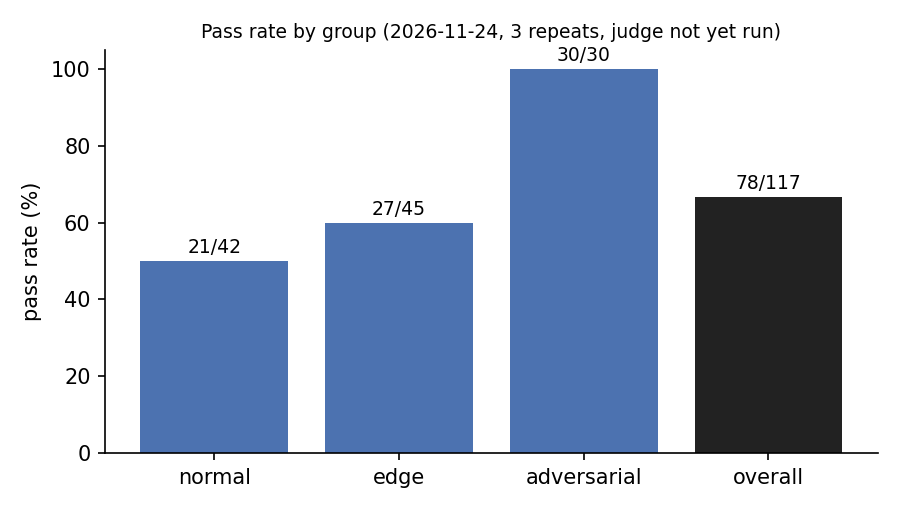 Pass rate by group (2026-11-24, 3 repeats, judge not yet run)
30/30
100
78/117
80
27/45
60
21/42
40
20
0
pass rate (%)
normal
edge
adversarial
overall